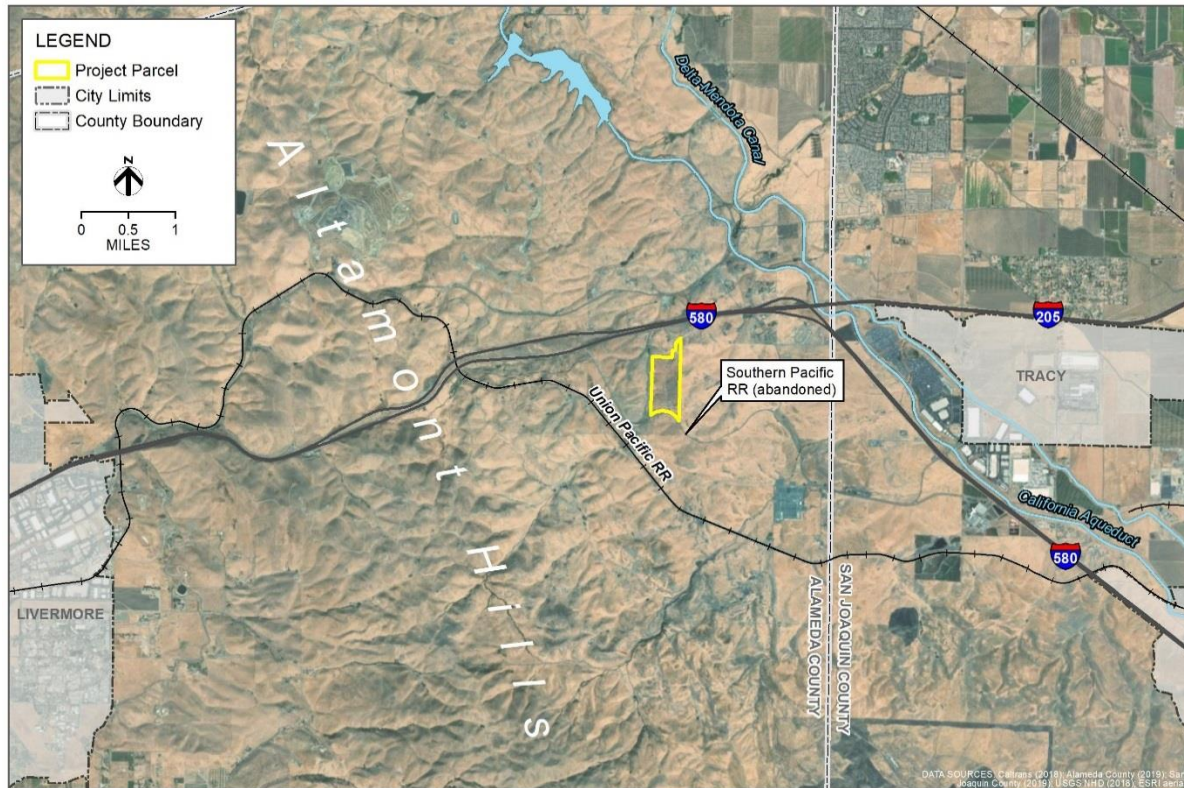 LEGEND
Project Parcel
City Limits
County Boundary
N
0 0.5 1
MILES
Altamont Hills
Delta-Mendota Canal
580
205
TRACY
Southern Pacific
RR (abandoned)
Union Pacific RR
California Aqueduct
580
LIVERMORE
ALAMEDA COUNTY
SAN JOAQUIN COUNTY
DATA SOURCES: Caltrans (2018); Alameda County (2019); San
Joaquin County (2019); USGS NHD (2018); ESRI aerial